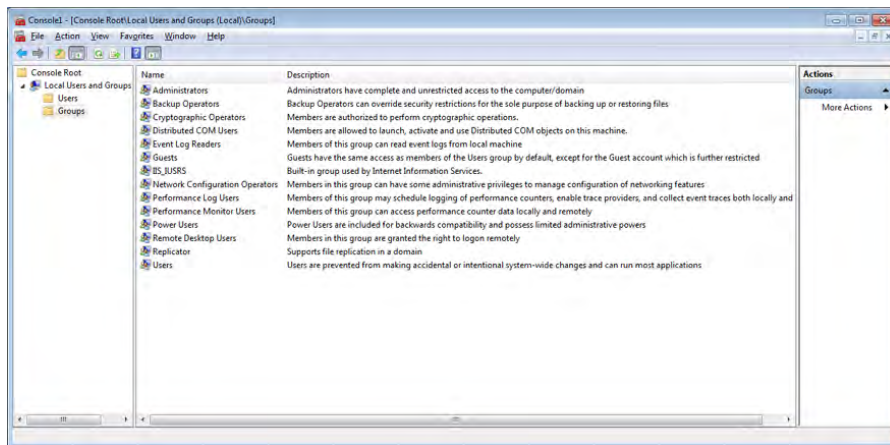 Console1 - [Console Root\Local Users and Groups (Local)\Groups]
File Action View Favorites Window Help
Console Root
Local Users and Groups
Users
Groups
Name Description
Administrators Administrators have complete and unrestricted access to the computer/domain
Backup Operators Backup Operators can override security restrictions for the sole purpose of backing up or restoring files
Cryptographic Operators Members are authorized to perform cryptographic operations.
Distributed COM Users Members are allowed to launch, activate and use Distributed COM objects on this machine.
Event Log Readers Members of this group can read event logs from local machine
Guests Guests have the same access as members of the Users group by default, except for the Guest account which is further restricted
IIS_IUSRS Built-in group used by Internet Information Services.
Network Configuration Operators Members in this group can have some administrative privileges to manage configuration of networking features
Performance Log Users Members of this group may schedule logging of performance counters, enable trace providers, and collect event traces both locally and
Performance Monitor Users Members of this group can access performance counter data locally and remotely
Power Users Power Users are included for backwards compatibility and possess limited administrative powers
Remote Desktop Users Members in this group are granted the right to logon remotely
Replicator Supports file replication in a domain
Users Users are prevented from making accidental or intentional system-wide changes and can run most applications
Actions
Groups
More Actions